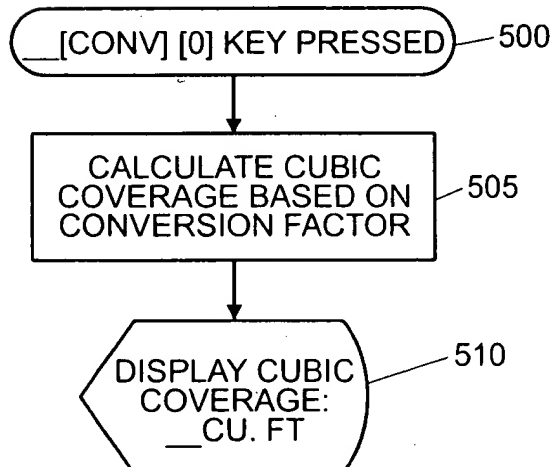 __[CONV] [0] KEY PRESSED
500
CALCULATE CUBIC
COVERAGE BASED ON
CONVERSION FACTOR
505
DISPLAY CUBIC
COVERAGE:
__CU. FT
510